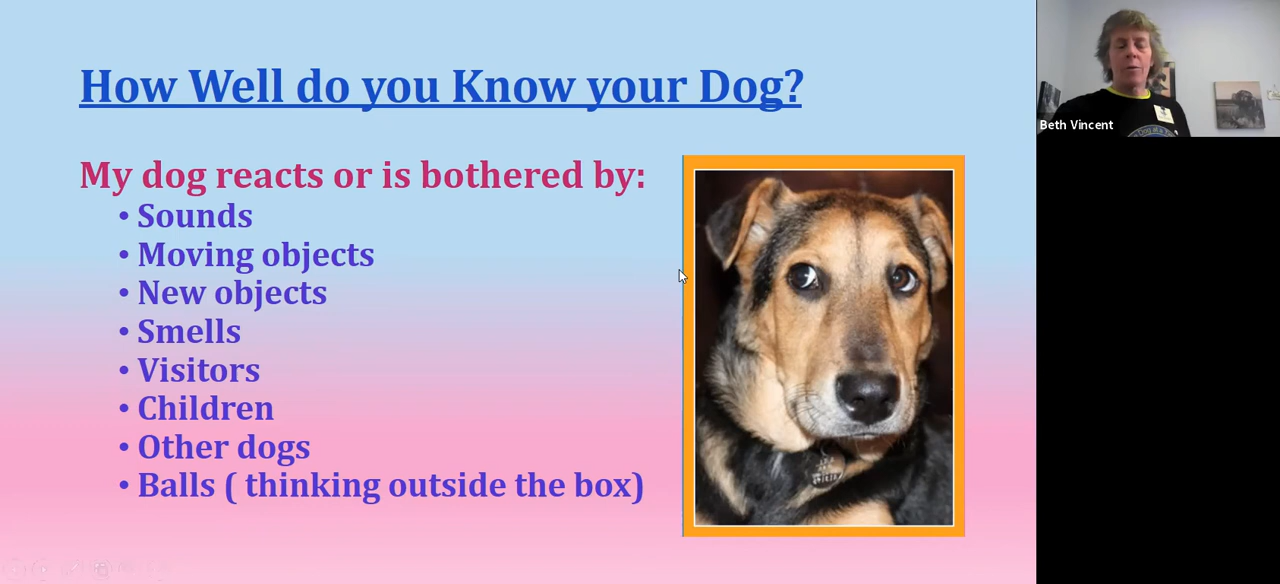 How Well do you Know your Dog?
My dog reacts or is bothered by:
• Sounds
• Moving objects
• New objects
• Smells
• Visitors
• Children
• Other dogs
• Balls ( thinking outside the box)
Beth Vincent